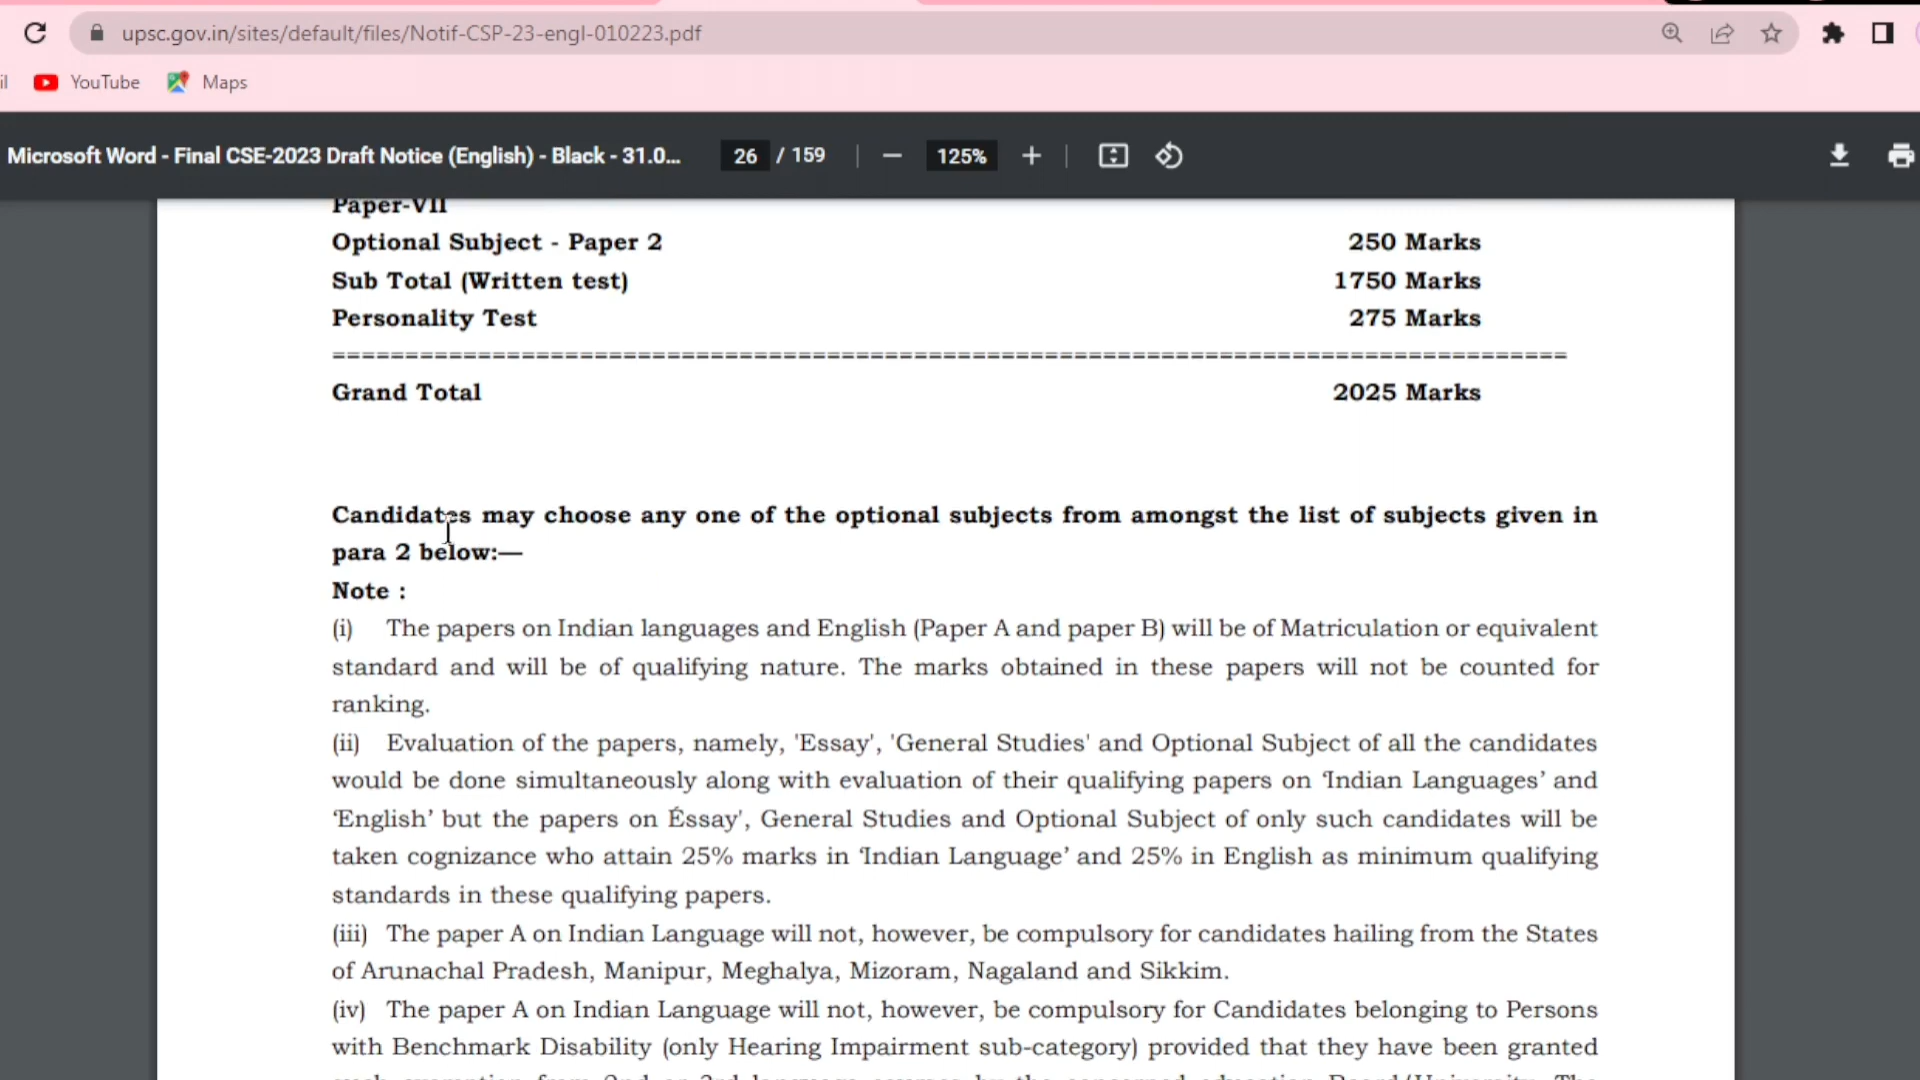 upsc.gov.in/sites/default/files/Notif-CSP-23-engl-010223.pdf
il YouTube Maps
Microsoft Word - Final CSE-2023 Draft Notice (English) - Black - 31.0... 26 / 159 125%
Paper-VII
Optional Subject - Paper 2 250 Marks
Sub Total (Written test) 1750 Marks
Personality Test 275 Marks
=====================================================================================
Grand Total 2025 Marks
Candidates may choose any one of the optional subjects from amongst the list of subjects given in
para 2 below:—
Note :
(i) The papers on Indian languages and English (Paper A and paper B) will be of Matriculation or equivalent
standard and will be of qualifying nature. The marks obtained in these papers will not be counted for
ranking.
(ii) Evaluation of the papers, namely, 'Essay', 'General Studies' and Optional Subject of all the candidates
would be done simultaneously along with evaluation of their qualifying papers on ‘Indian Languages’ and
‘English’ but the papers on Éssay', General Studies and Optional Subject of only such candidates will be
taken cognizance who attain 25% marks in ‘Indian Language’ and 25% in English as minimum qualifying
standards in these qualifying papers.
(iii) The paper A on Indian Language will not, however, be compulsory for candidates hailing from the States
of Arunachal Pradesh, Manipur, Meghalya, Mizoram, Nagaland and Sikkim.
(iv) The paper A on Indian Language will not, however, be compulsory for Candidates belonging to Persons
with Benchmark Disability (only Hearing Impairment sub-category) provided that they have been granted